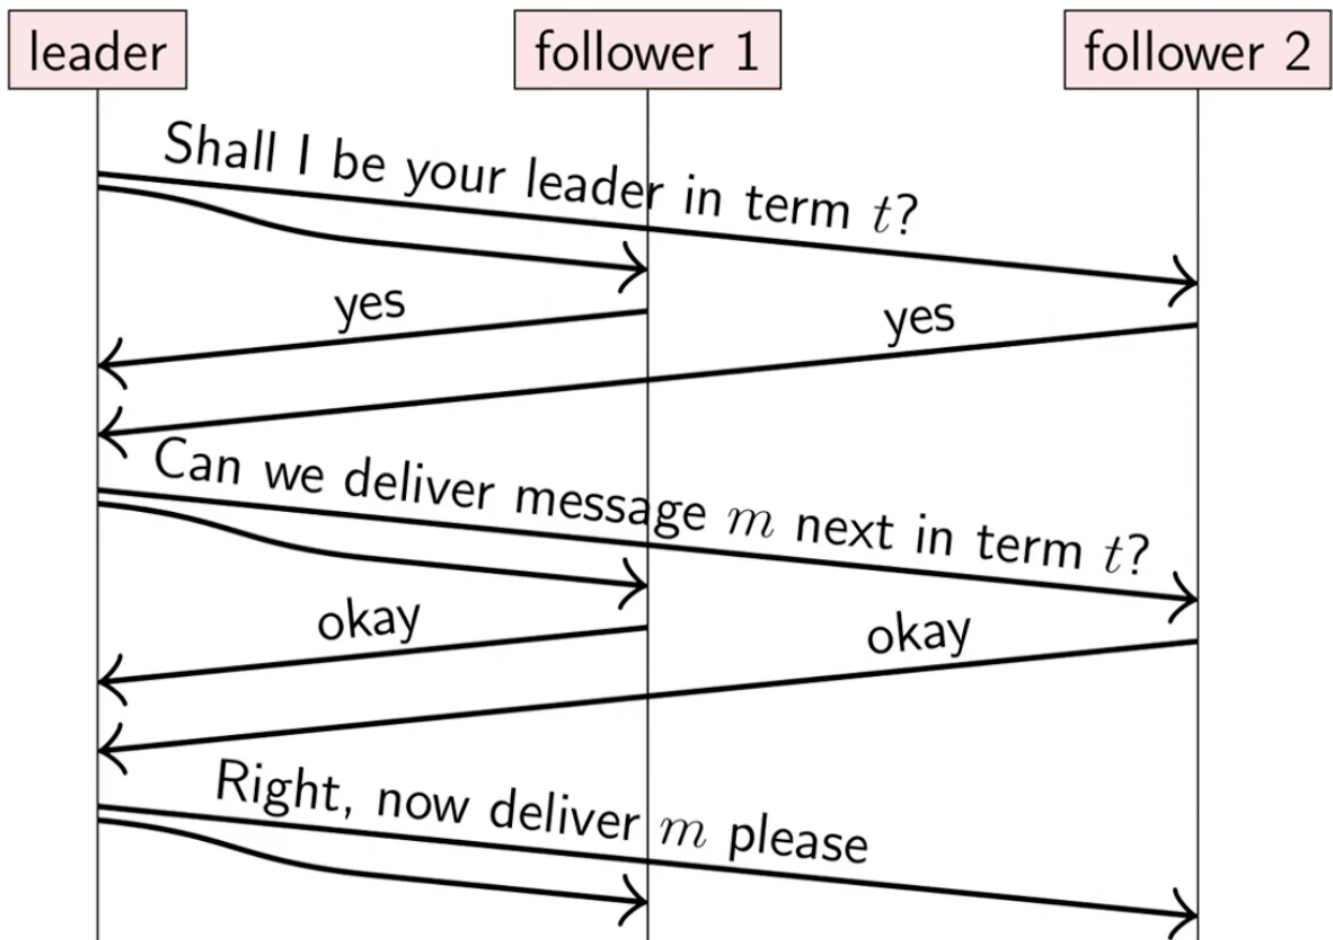 leader
follower 1
follower 2
Shall I be your leader in term t?
yes
yes
Can we deliver message m next in term t?
okay
okay
Right, now deliver m please